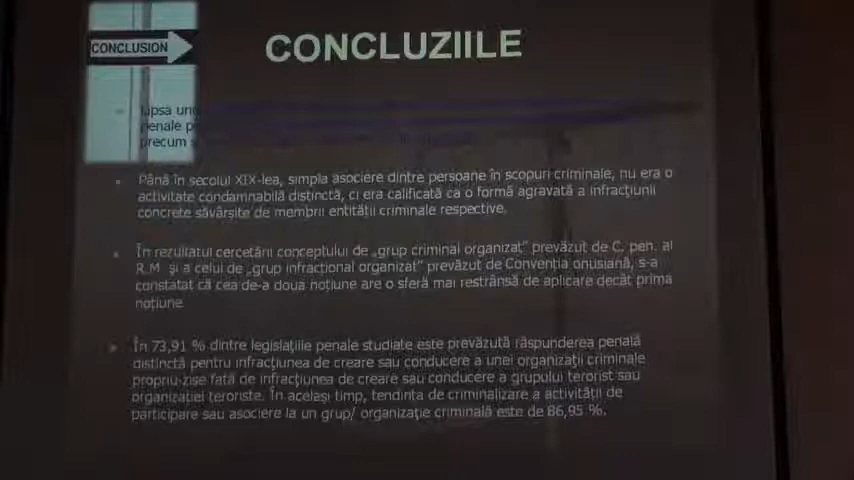 CONCLUSION
CONCLUZIILE
lipsa
penale
precum
Până în secolul XIX-lea, simpla asociere dintre persoane în scopuri criminale, nu era o
activitate condamnabilă distinctă, ci era calificată ca o formă agravată a infracțiunii
concrete săvârșite de membrii entității criminale respective.
În rezultatul cercetării conceptului de „grup criminal organizat” prevăzut de C. pen. al
R.M și a celui de „grup infracțional organizat” prevăzut de Convenția onusiană, s-a
constatat că cea de-a doua noțiune are o sferă mai restrânsă de aplicare decât prima
noțiune
În 73,91 % dintre legislațiile penale studiate este prevăzută răspunderea penală
distinctă pentru infracțiunea de creare sau conducere a unei organizații criminale
propriu-zise față de infracțiunea de creare sau conducere a grupului terorist sau
organizației teroriste. În același timp, tendința de criminalizare a activității de
participare sau asociere la un grup/ organizație criminală este de 86,95 %.